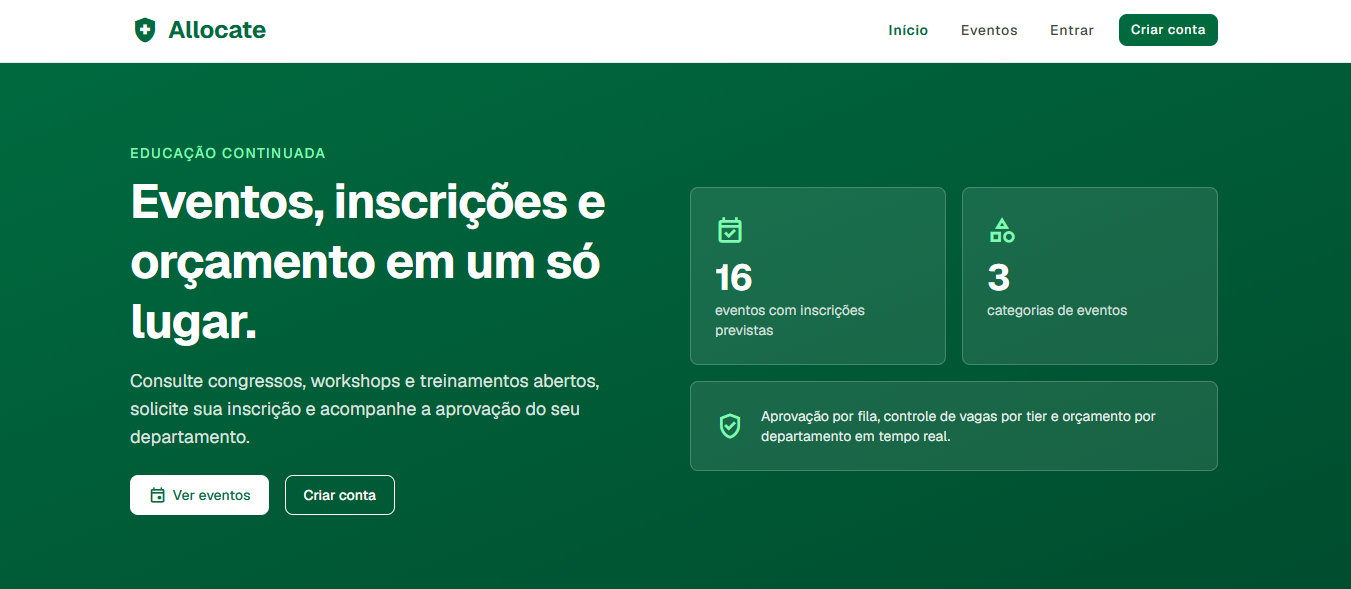 Allocate
Início
Eventos
Entrar
Criar conta
EDUCAÇÃO CONTINUADA
Eventos, inscrições e
orçamento em um só
lugar.
Consulte congressos, workshops e treinamentos abertos,
solicite sua inscrição e acompanhe a aprovação do seu
departamento.
Ver eventos
Criar conta
16
eventos com inscrições
previstas
3
categorias de eventos
Aprovação por fila, controle de vagas por tier e orçamento por
departamento em tempo real.